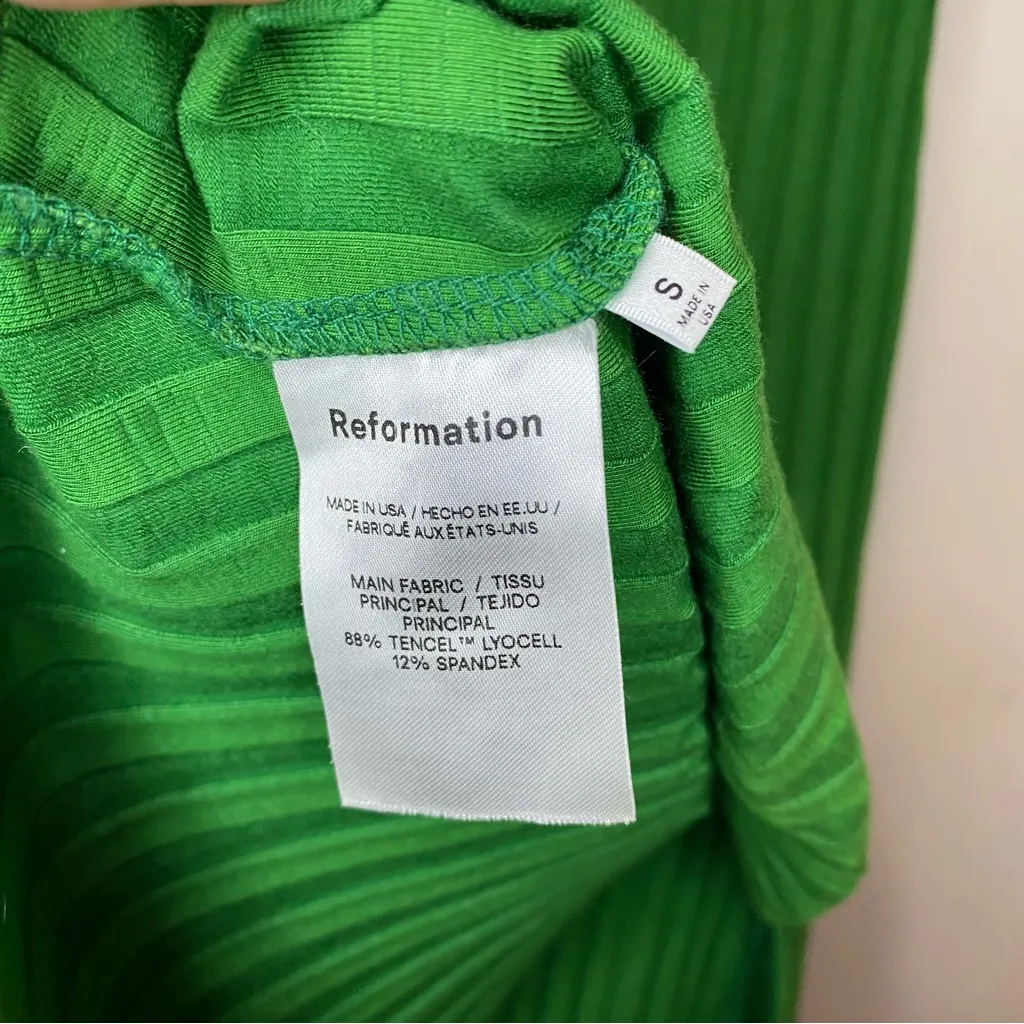 S
MADE IN
USA
Reformation
MADE IN USA / HECHO EN EE.UU /
FABRIQUÉ AUX ÉTATS-UNIS
MAIN FABRIC / TISSU
PRINCIPAL / TEJIDO
PRINCIPAL
88% TENCEL™ LYOCELL
12% SPANDEX